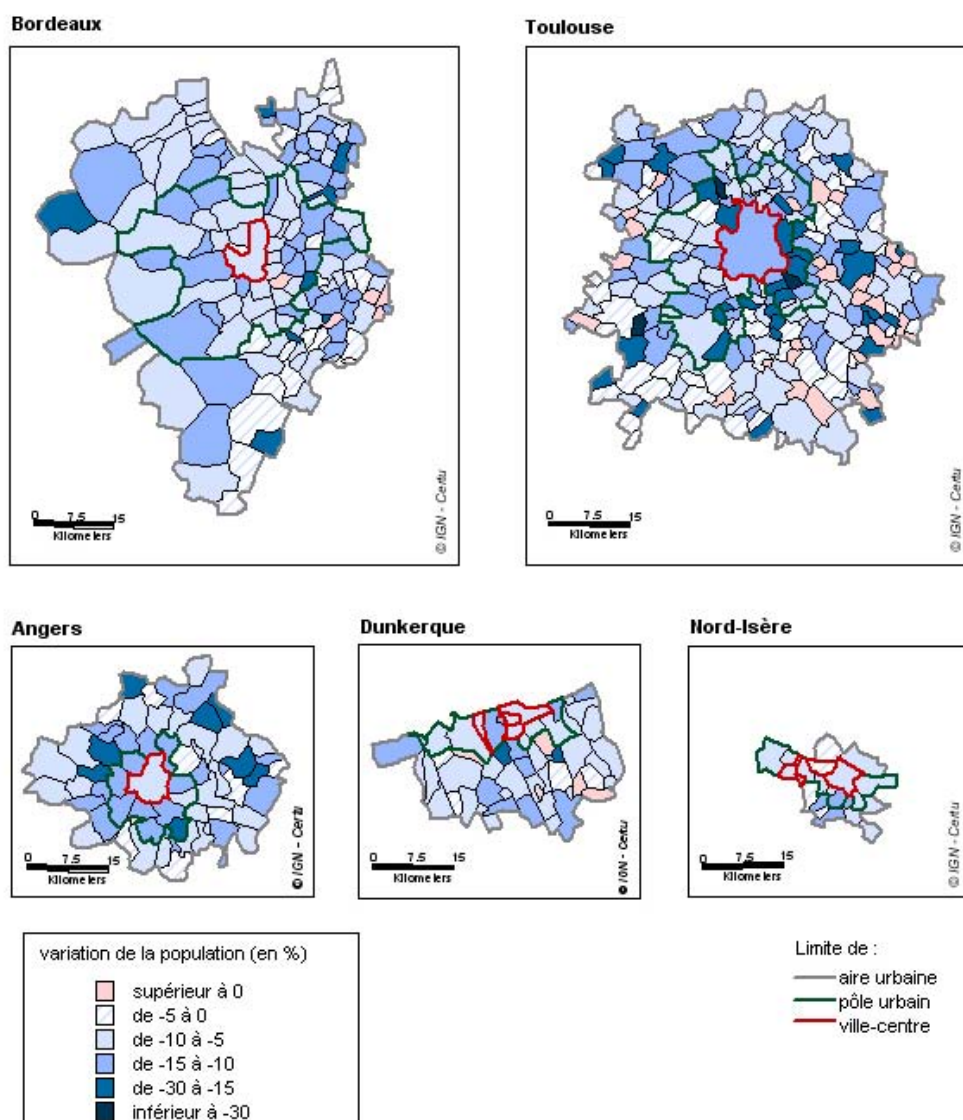 Bordeaux
0 7.5 15
Kilometers
© IGN - Certu
Toulouse
0 7.5 15
Kilometers
© IGN - Certu
Angers
0 7.5 15
Kilometers
© IGN - Certu
Dunkerque
0 7.5 15
Kilometers
© IGN - Certu
Nord-Isère
0 7.5 15
Kilometers
© IGN - Certu
variation de la population (en %)
supérieur à 0
de -5 à 0
de -10 à -5
de -15 à -10
de -30 à -15
inférieur à -30
Limite de :
aire urbaine
pôle urbain
ville-centre